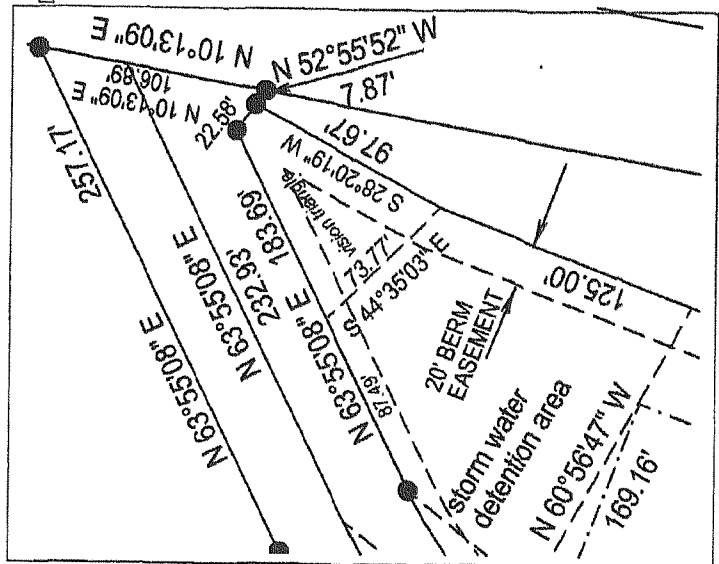 N 10°13'09" E
106.89'
N 10°13'09" E
N 52°55'52" W
7.87'
22.58'
97.67'
S 28°20'19" W
257.17'
183.69'
vision triangle
73.77'
S 44°35'03" E
N 63°55'08" E
232.93'
N 63°55'08" E
N 63°55'08" E
87.49'
125.00'
20' BERM
EASEMENT
storm water
detention area
N 60°56'47" W
169.16'